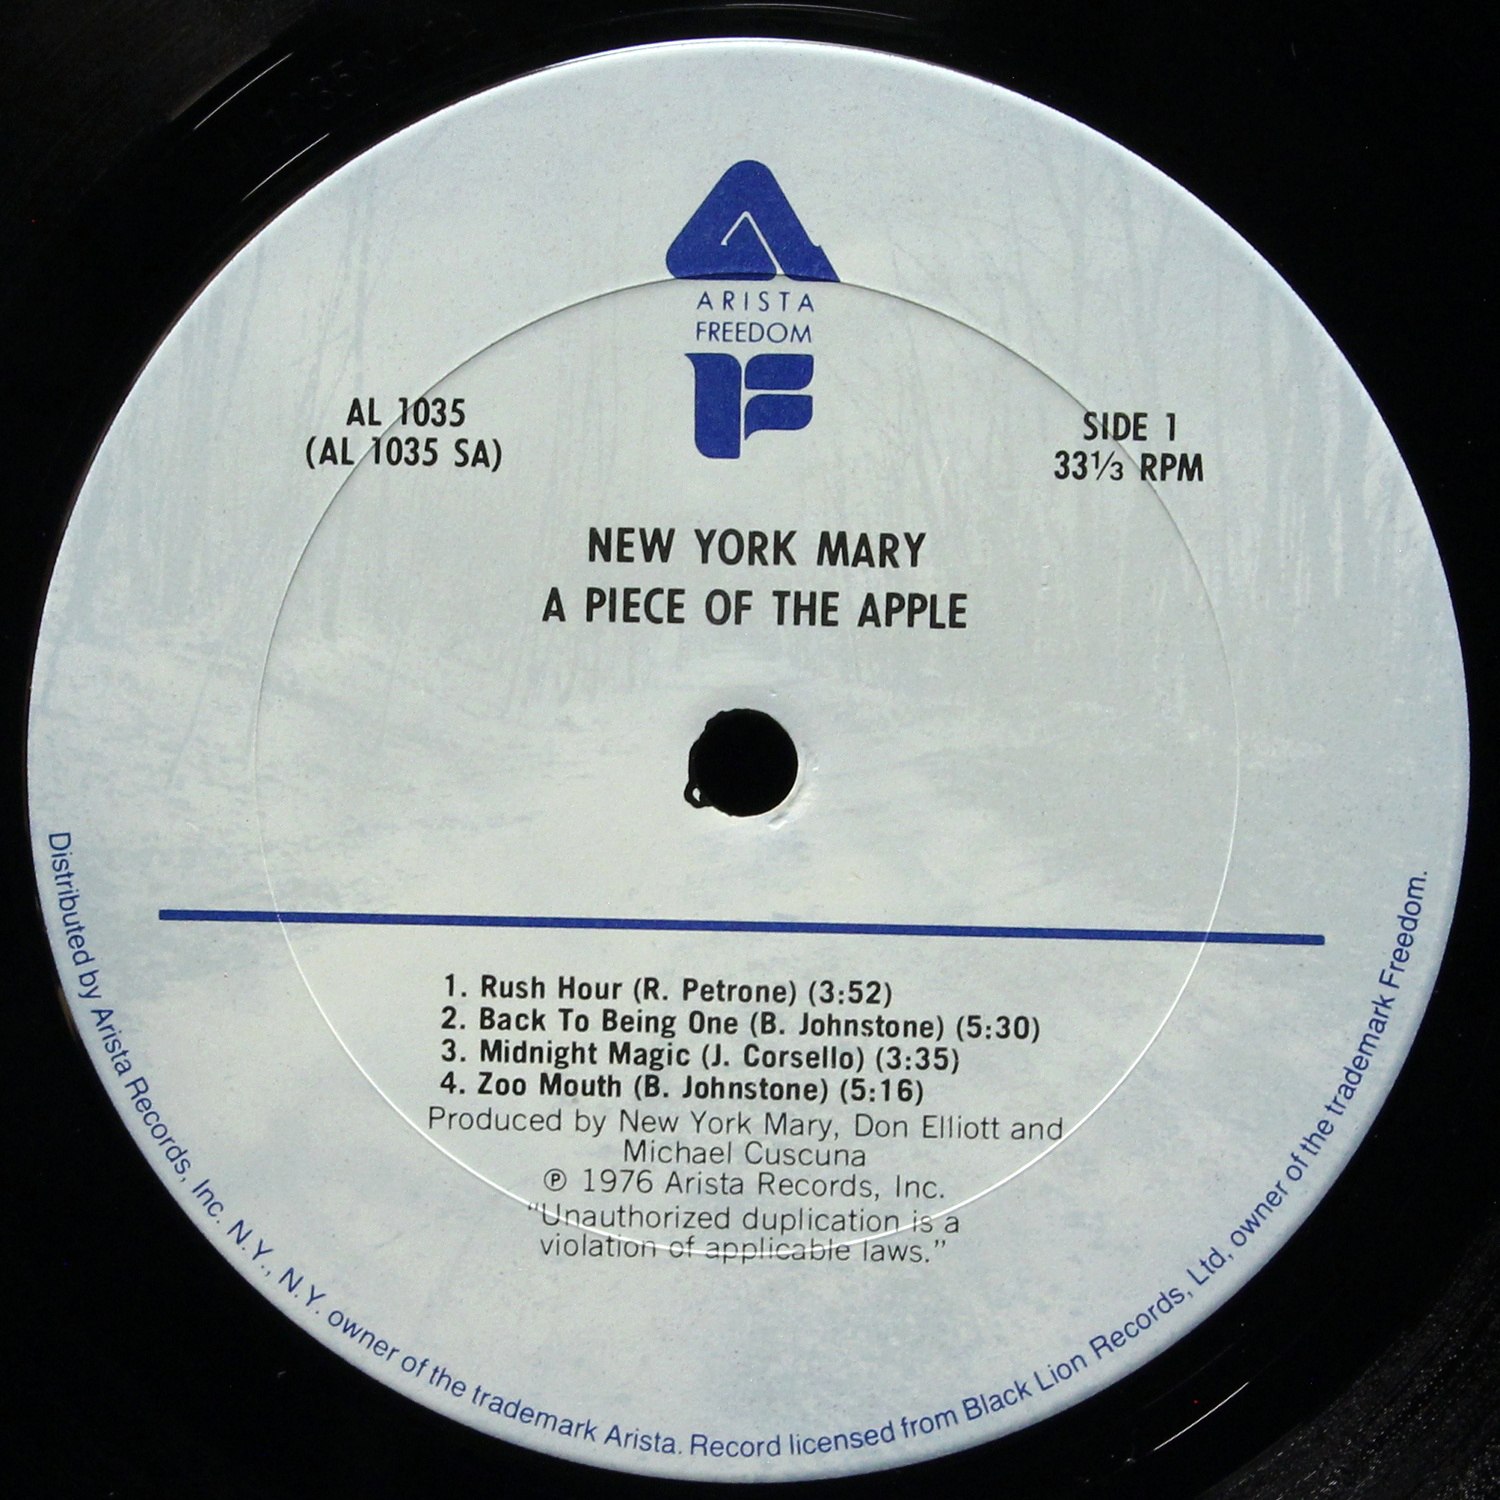 ARISTA
FREEDOM
AL 1035
(AL 1035 SA)
SIDE 1
33⅓ RPM
NEW YORK MARY
A PIECE OF THE APPLE
1. Rush Hour (R. Petrone) (3:52)
2. Back To Being One (B. Johnstone) (5:30)
3. Midnight Magic (J. Corsello) (3:35)
4. Zoo Mouth (B. Johnstone) (5:16)
Produced by New York Mary, Don Elliott and
Michael Cuscuna
℗ 1976 Arista Records, Inc.
"Unauthorized duplication is a
violation of applicable laws."
Distributed by Arista Records, Inc. N.Y., N.Y. owner of the trademark Arista. Record licensed from Black Lion Records, Ltd, owner of the trademark Freedom.